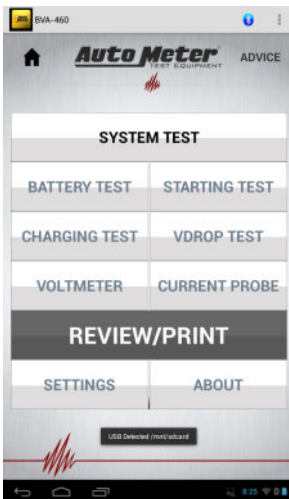 BVA-460
Auto Meter
TEST EQUIPMENT
ADVICE
SYSTEM TEST
BATTERY TEST
STARTING TEST
CHARGING TEST
VDROP TEST
VOLTMETER
CURRENT PROBE
REVIEW/PRINT
SETTINGS
ABOUT
USB Detected /mnt/sdcard
8:25